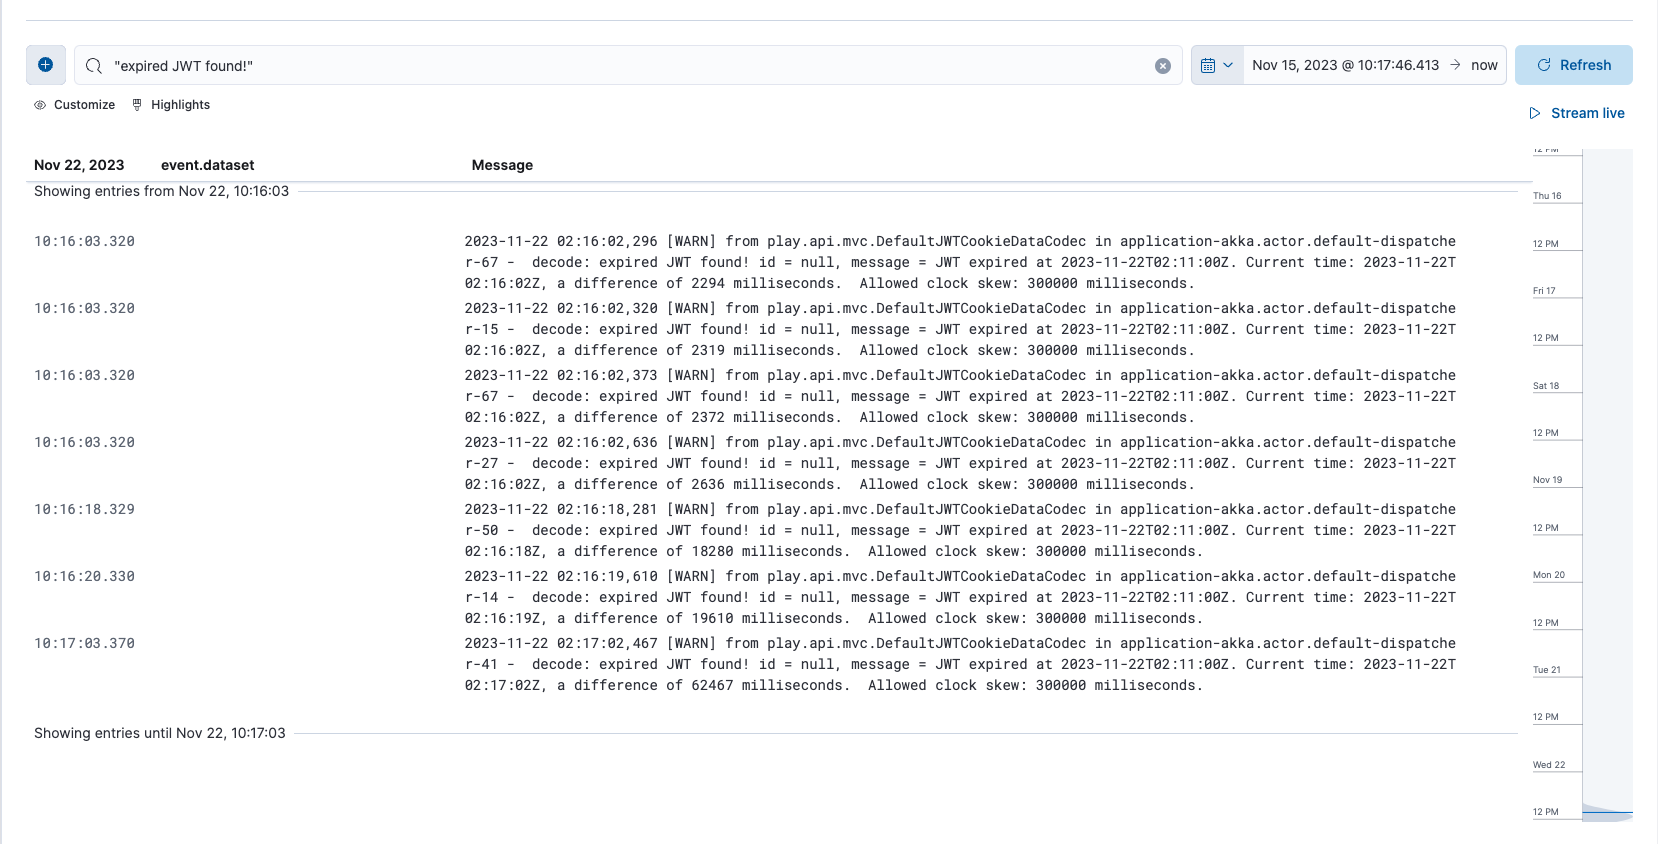 "expired JWT found!"
Nov 15, 2023 @ 10:17:46.413 → now
Refresh
Customize Highlights
Stream live
Nov 22, 2023 event.dataset Message
Showing entries from Nov 22, 10:16:03
10:16:03.320 2023-11-22 02:16:02,296 [WARN] from play.api.mvc.DefaultJWTCookieDataCodec in application-akka.actor.default-dispatche
r-67 -  decode: expired JWT found! id = null, message = JWT expired at 2023-11-22T02:11:00Z. Current time: 2023-11-22T
02:16:02Z, a difference of 2294 milliseconds.  Allowed clock skew: 300000 milliseconds.
10:16:03.320 2023-11-22 02:16:02,320 [WARN] from play.api.mvc.DefaultJWTCookieDataCodec in application-akka.actor.default-dispatche
r-15 -  decode: expired JWT found! id = null, message = JWT expired at 2023-11-22T02:11:00Z. Current time: 2023-11-22T
02:16:02Z, a difference of 2319 milliseconds.  Allowed clock skew: 300000 milliseconds.
10:16:03.320 2023-11-22 02:16:02,373 [WARN] from play.api.mvc.DefaultJWTCookieDataCodec in application-akka.actor.default-dispatche
r-67 -  decode: expired JWT found! id = null, message = JWT expired at 2023-11-22T02:11:00Z. Current time: 2023-11-22T
02:16:02Z, a difference of 2372 milliseconds.  Allowed clock skew: 300000 milliseconds.
10:16:03.320 2023-11-22 02:16:02,636 [WARN] from play.api.mvc.DefaultJWTCookieDataCodec in application-akka.actor.default-dispatche
r-27 -  decode: expired JWT found! id = null, message = JWT expired at 2023-11-22T02:11:00Z. Current time: 2023-11-22T
02:16:02Z, a difference of 2636 milliseconds.  Allowed clock skew: 300000 milliseconds.
10:16:18.329 2023-11-22 02:16:18,281 [WARN] from play.api.mvc.DefaultJWTCookieDataCodec in application-akka.actor.default-dispatche
r-50 -  decode: expired JWT found! id = null, message = JWT expired at 2023-11-22T02:11:00Z. Current time: 2023-11-22T
02:16:18Z, a difference of 18280 milliseconds.  Allowed clock skew: 300000 milliseconds.
10:16:20.330 2023-11-22 02:16:19,610 [WARN] from play.api.mvc.DefaultJWTCookieDataCodec in application-akka.actor.default-dispatche
r-14 -  decode: expired JWT found! id = null, message = JWT expired at 2023-11-22T02:11:00Z. Current time: 2023-11-22T
02:16:19Z, a difference of 19610 milliseconds.  Allowed clock skew: 300000 milliseconds.
10:17:03.370 2023-11-22 02:17:02,467 [WARN] from play.api.mvc.DefaultJWTCookieDataCodec in application-akka.actor.default-dispatche
r-41 -  decode: expired JWT found! id = null, message = JWT expired at 2023-11-22T02:11:00Z. Current time: 2023-11-22T
02:17:02Z, a difference of 62467 milliseconds.  Allowed clock skew: 300000 milliseconds.
Showing entries until Nov 22, 10:17:03
12 PM
Thu 16
12 PM
Fri 17
12 PM
Sat 18
12 PM
Nov 19
12 PM
Mon 20
12 PM
Tue 21
12 PM
Wed 22
12 PM